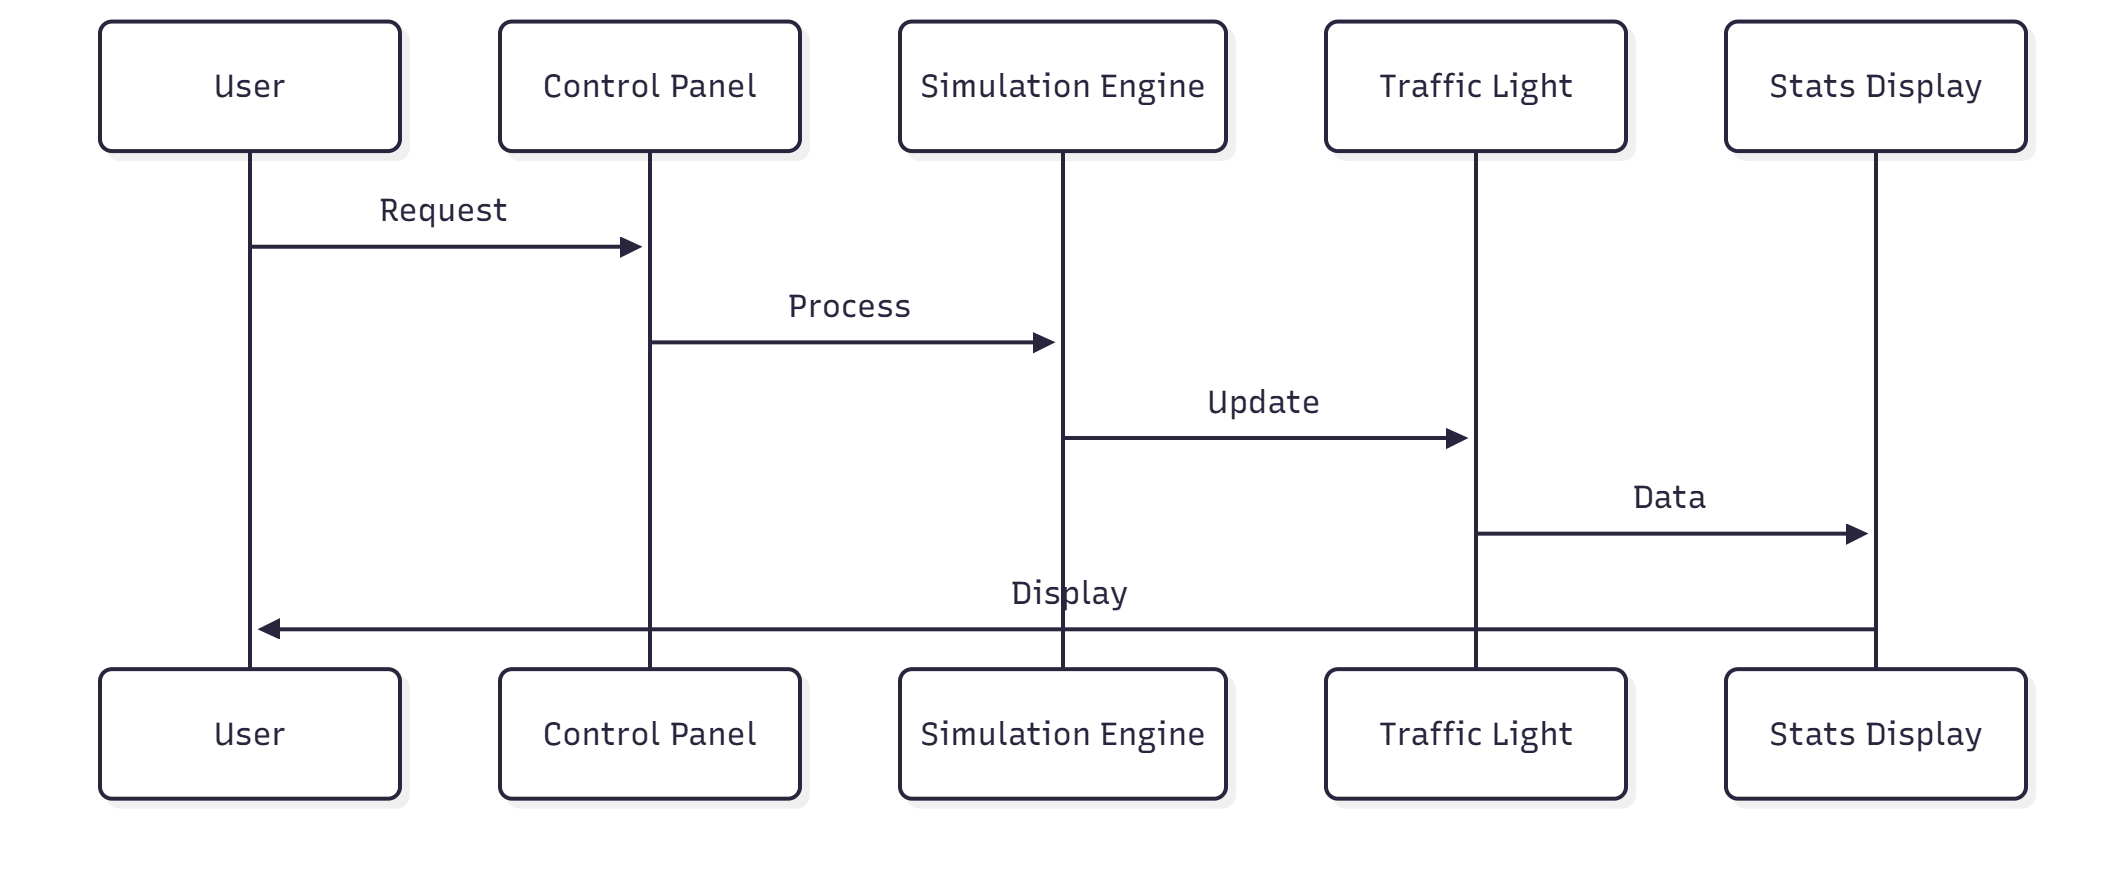 User
Control Panel
Simulation Engine
Traffic Light
Stats Display
Request
Process
Update
Data
Display
User
Control Panel
Simulation Engine
Traffic Light
Stats Display